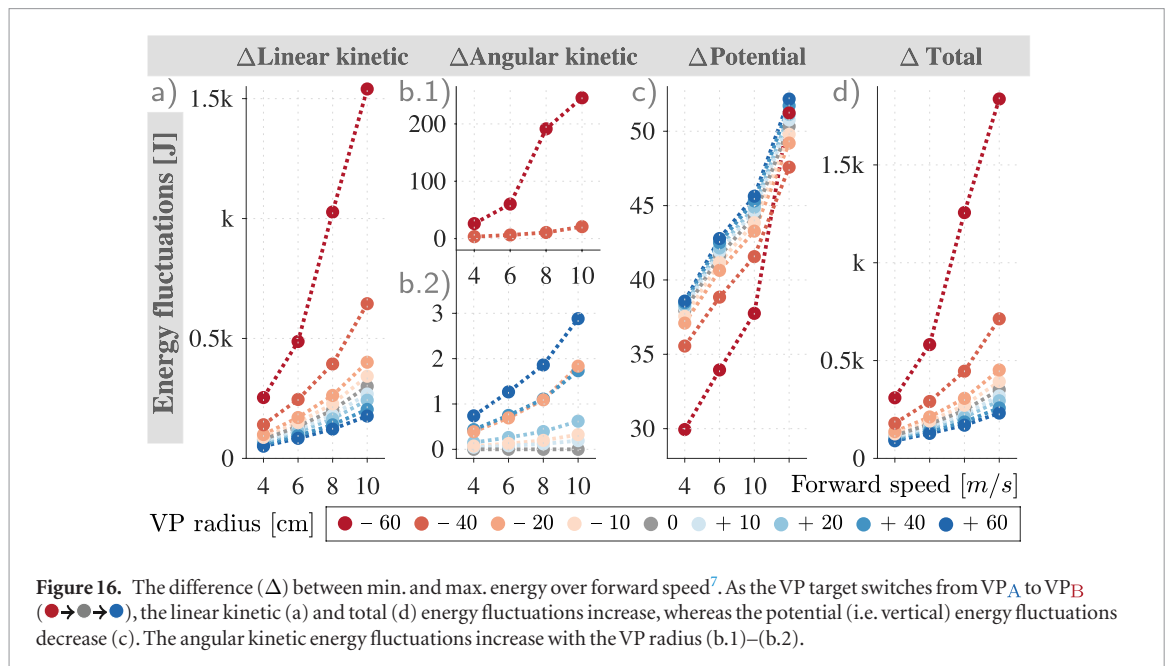 ΔLinear kinetic ΔAngular kinetic ΔPotential Δ Total
a) b.1) c) d)
Energy fluctuations [J]
1.5k
1k
0.5k
0
4 6 8 10
200
100
0
4 6 8 10
b.2)
3
2
1
0
4 6 8 10
50
45
40
35
30
4 6 8 10
1.5k
k
0.5k
0
Forward speed [m/s]
VP radius [cm] – 60 – 40 – 20 – 10 0 + 10 + 20 + 40 + 60
Figure 16. The difference (Δ) between min. and max. energy over forward speed⁷. As the VP target switches from VP_A to VP_B
(●→●→●), the linear kinetic (a) and total (d) energy fluctuations increase, whereas the potential (i.e. vertical) energy fluctuations
decrease (c). The angular kinetic energy fluctuations increase with the VP radius (b.1)–(b.2).